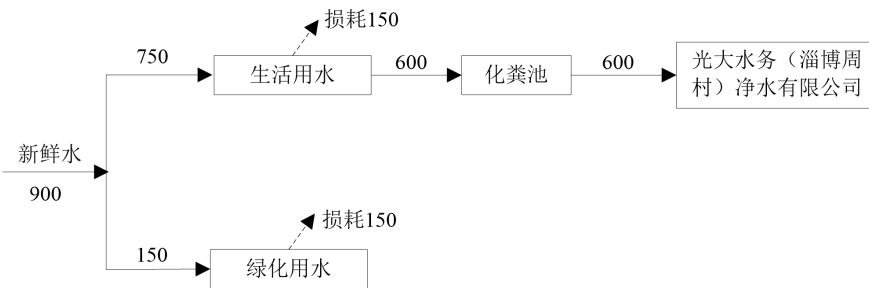 损耗150
750
生活用水
600
化粪池
600
光大水务（淄博周
村）净水有限公司
新鲜水
900
损耗150
150
绿化用水